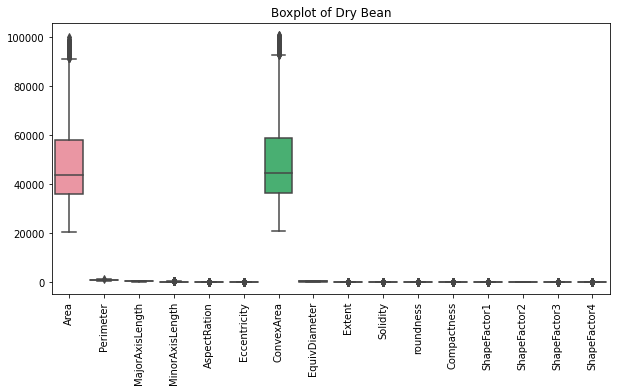 Boxplot of Dry Bean
100000
80000
60000
40000
20000
0
Area
Perimeter
MajorAxisLength
MinorAxisLength
AspectRation
Eccentricity
ConvexArea
EquivDiameter
Extent
Solidity
roundness
Compactness
ShapeFactor1
ShapeFactor2
ShapeFactor3
ShapeFactor4